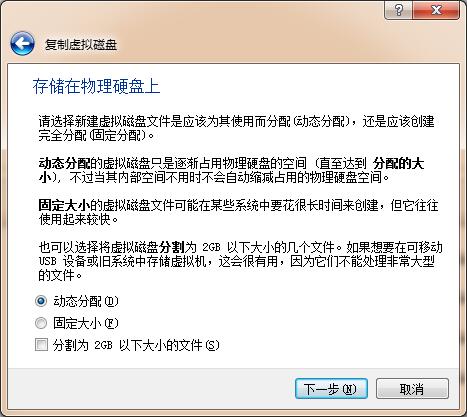 ?
复制虚拟磁盘
存储在物理硬盘上
请选择新建虚拟磁盘文件是应该为其使用而分配(动态分配), 还是应该创建
完全分配(固定分配)。
动态分配的虚拟磁盘只是逐渐占用物理硬盘的空间 (直至达到 分配的大
小), 不过当其内部空间不用时不会自动缩减占用的物理硬盘空间。
固定大小的虚拟磁盘文件可能在某些系统中要花很长时间来创建, 但它往往
使用起来较快。
也可以选择将虚拟磁盘分割为 2GB 以下大小的几个文件。如果想要在可移动
USB 设备或旧系统中存储虚拟机, 这会很有用, 因为它们不能处理非常大型
的文件。
动态分配(D)
固定大小(F)
分割为 2GB 以下大小的文件(S)
下一步(N)
取消